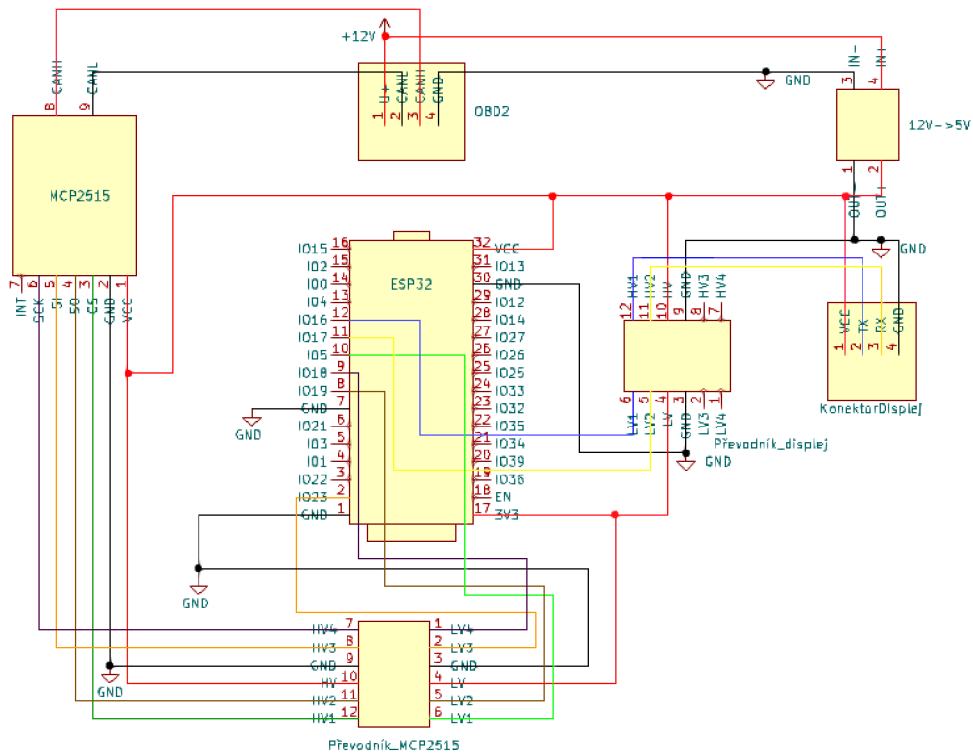 +12V
GND
8 CANH
9 CANL
1 U+
2 CANL
3 CANH
4 GND
OBD2
3 IN-
4 IN+
12V->5V
1 OUT-
2 OUT+
GND
MCP2515
7 INT
6 SCK
5 SI
4 SO
3 CS
2 GND
1 VCC
ESP32
IO15 16
IO2 15
IO0 14
IO4 13
IO16 12
IO17 11
IO5 10
IO18 9
IO19 8
GND 7
IO21 6
IO3 5
IO1 4
IO22 3
IO23 2
GND 1
32 VCC
31 IO13
30 GND
29 IO12
28 IO14
27 IO27
26 IO26
25 IO25
24 IO33
23 IO32
22 IO35
21 IO34
20 IO39
19 IO36
18 EN
17 3V3
GND
12 HV1
11 HV2
10 HV
9 GND
8 HV3
7 HV4
6 LV1
5 LV2
4 LV
3 GND
2 LV3
1 LV4
Převodník_displej
GND
1 VCC
2 TX
3 RX
4 GND
KonektorDisplej
GND
GND
HV4 7
HV3 8
GND 9
HV 10
HV2 11
HV1 12
1 LV4
2 LV3
3 GND
4 LV
5 LV2
6 LV1
Převodník_MCP2515